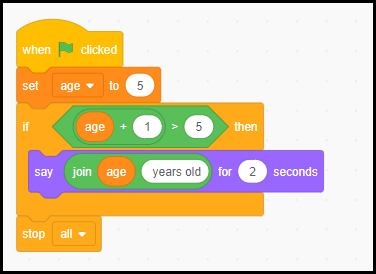 when clicked
set age to 5
if age + 1 > 5 then
say join age years old for 2 seconds
stop all